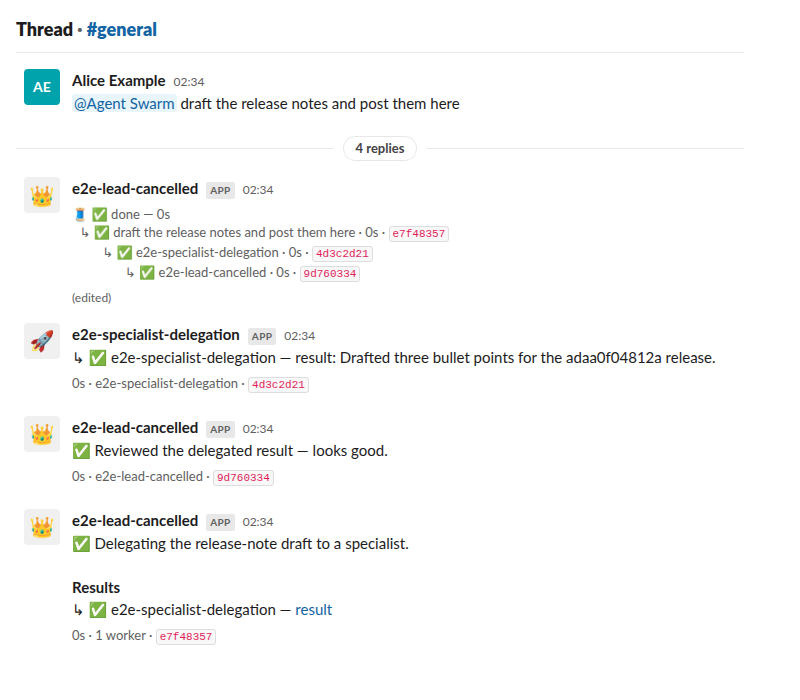 Thread • #general
AE
Alice Example 02:34
@Agent Swarm draft the release notes and post them here
4 replies
e2e-lead-cancelled APP 02:34
🧵 ✅ done — 0s
↳ ✅ draft the release notes and post them here · 0s · e7f48357
↳ ✅ e2e-specialist-delegation · 0s · 4d3c2d21
↳ ✅ e2e-lead-cancelled · 0s · 9d760334
(edited)
e2e-specialist-delegation APP 02:34
↳ ✅ e2e-specialist-delegation — result: Drafted three bullet points for the adaa0f04812a release.
0s · e2e-specialist-delegation · 4d3c2d21
e2e-lead-cancelled APP 02:34
✅ Reviewed the delegated result — looks good.
0s · e2e-lead-cancelled · 9d760334
e2e-lead-cancelled APP 02:34
✅ Delegating the release-note draft to a specialist.
Results
↳ ✅ e2e-specialist-delegation — result
0s · 1 worker · e7f48357